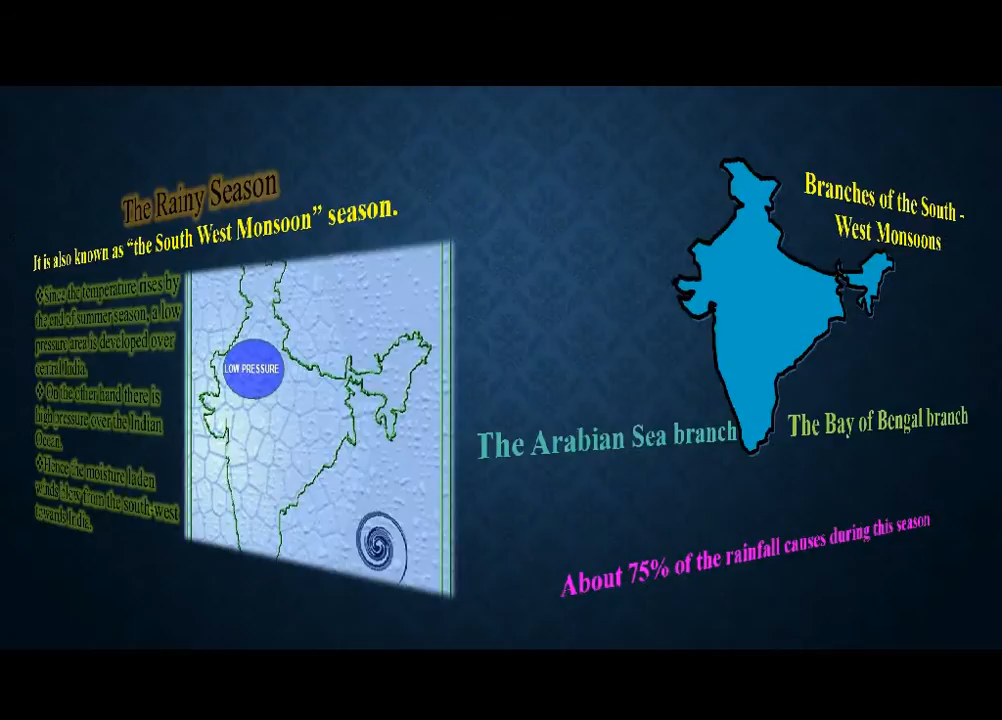 The Rainy Season
It is also known as “the South West Monsoon” season.
❖Since the temperature rises by
the end of summer season, a low
pressure area is developed over
central India.
❖ On the other hand there is
high pressure over the Indian
Ocean.
❖Hence the moisture laden
winds blow from the south-west
towards India.
LOW PRESSURE
Branches of the South -
West Monsoons
The Arabian Sea branch
The Bay of Bengal branch
About 75% of the rainfall causes during this season